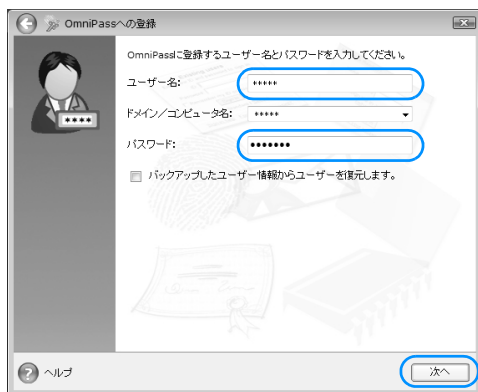 OmniPassへの登録
OmniPassに登録するユーザー名とパスワードを入力してください。
ユーザー名: *****
ドメイン／コンピュータ名: *****
パスワード: •••••••
****
バックアップしたユーザー情報からユーザーを復元します。
ヘルプ
次へ